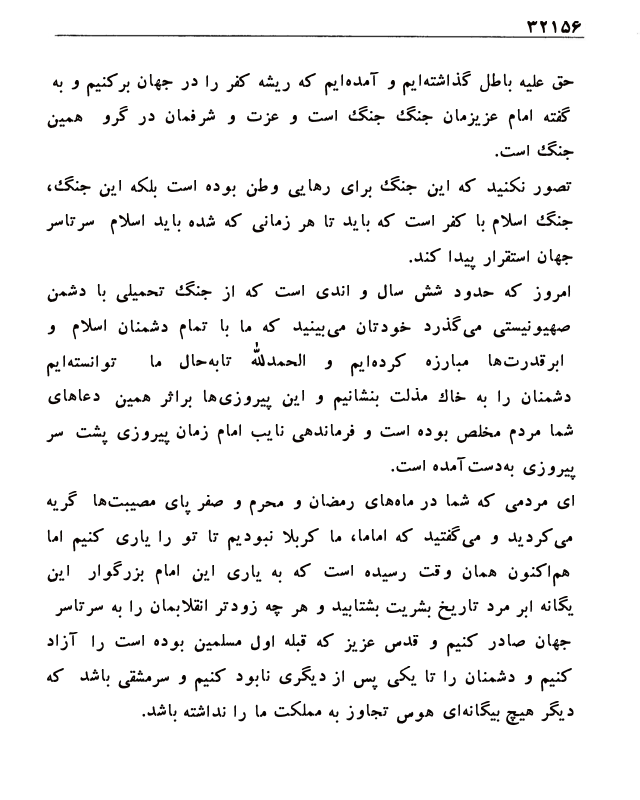 ۳۲۱۵۶
حق علیه باطل گذاشته‌ایم و آمده‌ایم که ریشه کفر را در جهان برکنیم و به
گفته امام عزیزمان جنگ جنگ است و عزت و شرفمان در گرو همین
جنگ است.
تصور نکنید که این جنگ برای رهایی وطن بوده است بلکه این جنگ،
جنگ اسلام با کفر است که باید تا هر زمانی که شده باید اسلام سرتاسر
جهان استقرار پیدا کند.
امروز که حدود شش سال و اندی است که از جنگ تحمیلی با دشمن
صهیونیستی می‌گذرد خودتان می‌بینید که ما با تمام دشمنان اسلام و
ابرقدرت‌ها مبارزه کرده‌ایم و الحمدلله تابه‌حال ما توانسته‌ایم
دشمنان را به خاك مذلت بنشانیم و این پیروزی‌ها براثر همین دعاهای
شما مردم مخلص بوده است و فرماندهی نایب امام زمان پیروزی پشت سر
پیروزی به‌دست آمده است.
ای مردمی که شما در ماه‌های رمضان و محرم و صفر پای مصیبت‌ها گریه
می‌کردید و می‌گفتید که اماما، ما کربلا نبودیم تا تو را یاری کنیم اما
هم‌اکنون همان وقت رسیده است که به یاری این امام بزرگوار این
یگانه ابر مرد تاریخ بشریت بشتابید و هر چه زودتر انقلابمان را به سرتاسر
جهان صادر کنیم و قدس عزیز که قبله اول مسلمین بوده است را آزاد
کنیم و دشمنان را تا یکی پس از دیگری نابود کنیم و سرمشقی باشد که
دیگر هیچ بیگانه‌ای هوس تجاوز به مملکت ما را نداشته باشد.